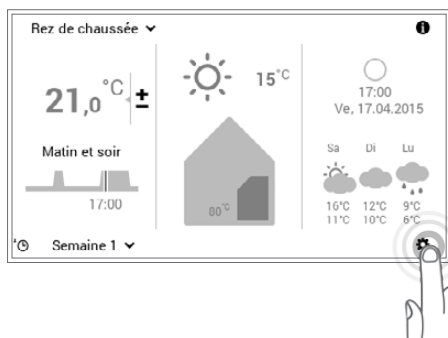 Rez de chaussée
21,0 °C ±
Matin et soir
17:00
Semaine 1
15°C
80°C
17:00
Ve, 17.04.2015
Sa Di Lu
16°C 12°C 9°C
11°C 10°C 6°C